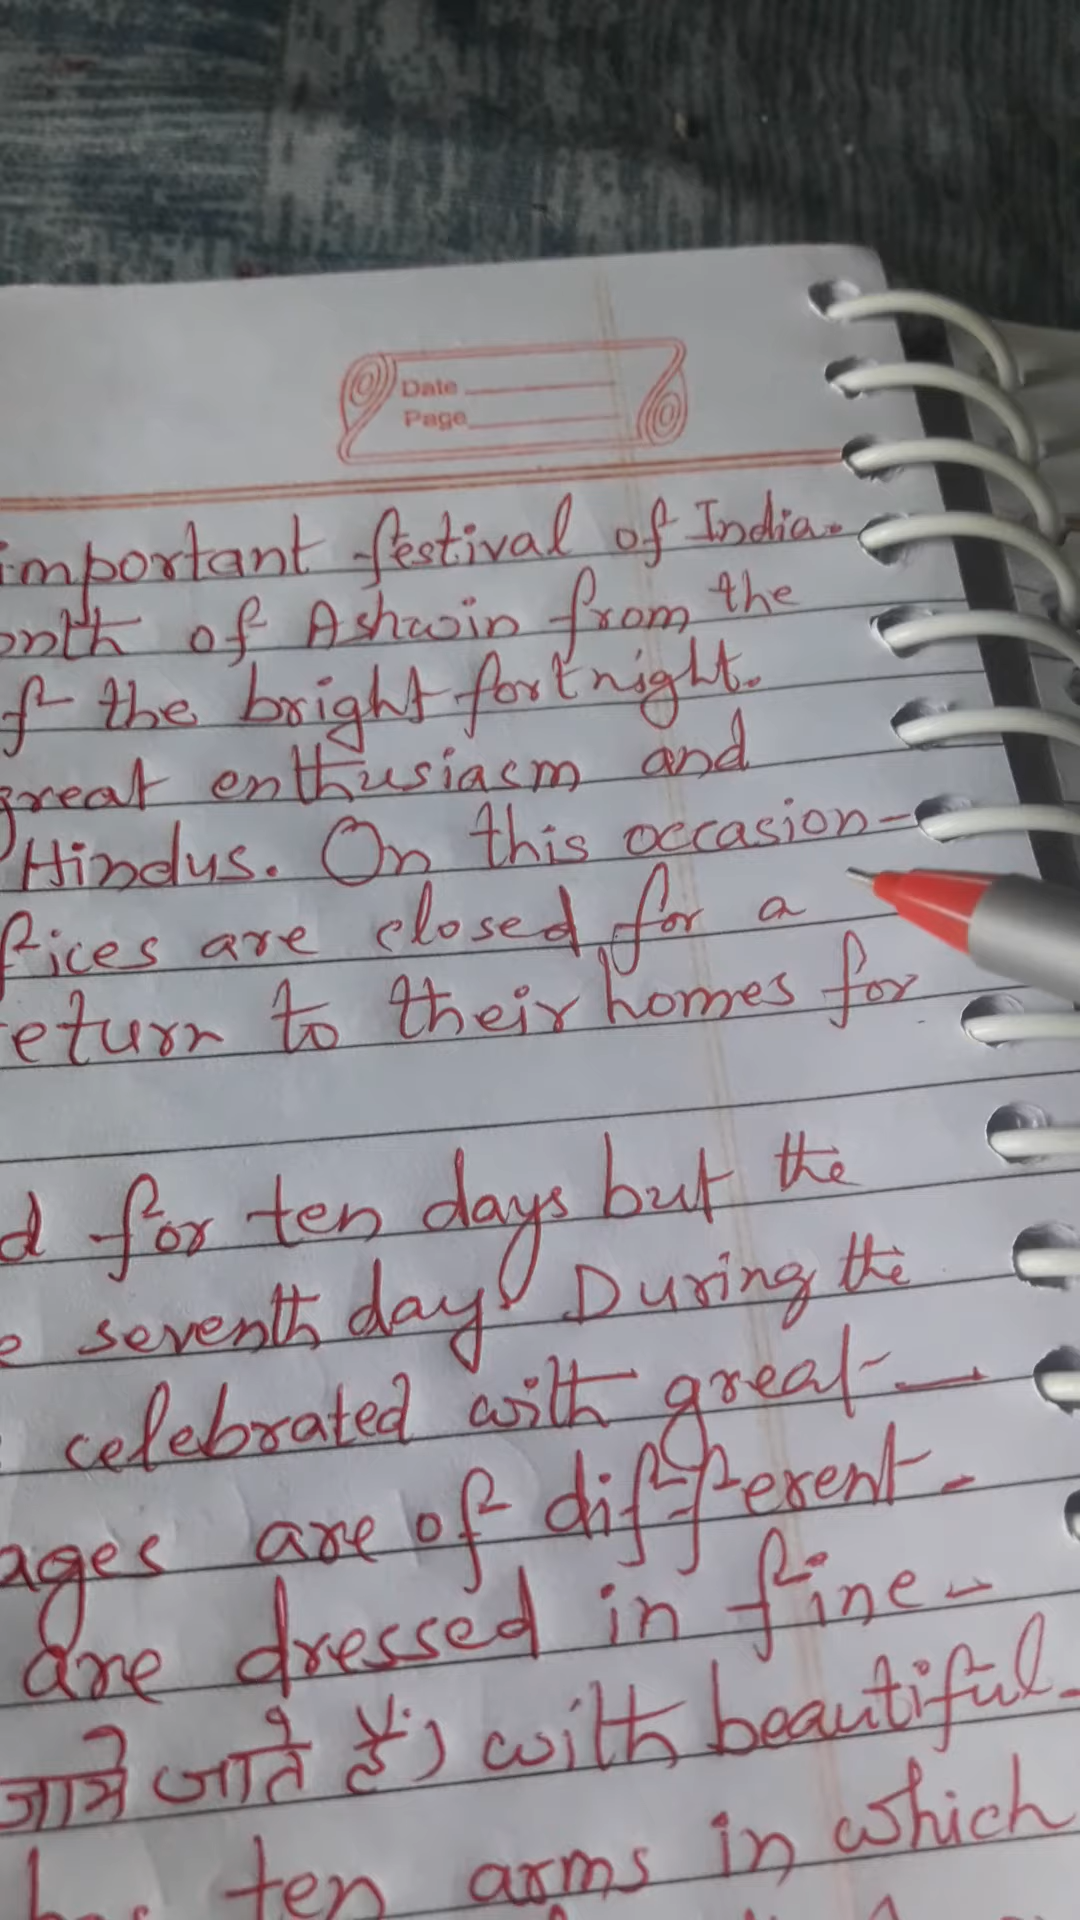 Date
Page
important festival of India.
onth of Ashwin from the
f the bright fortnight.
great enthusiasm and
Hindus. On this occasion-
fices are closed for a
return to their homes for
d for ten days but the
e seventh day. During the
celebrated with great -
ages are of different -
are dressed in fine -
जाये जाते हैं) with beautiful -
ten arms in which